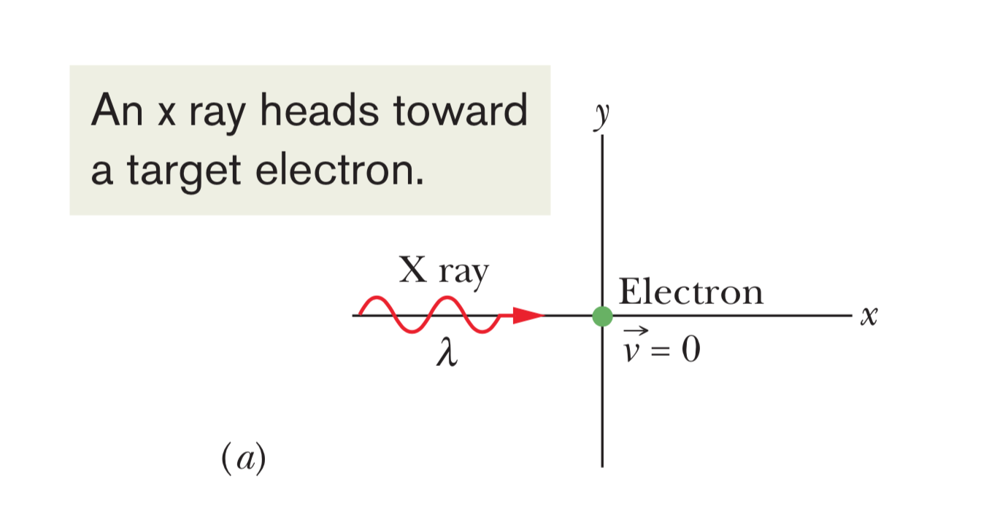 An x ray heads toward
a target electron.
y
X ray
Electron
x
λ
v⃗ = 0
(a)